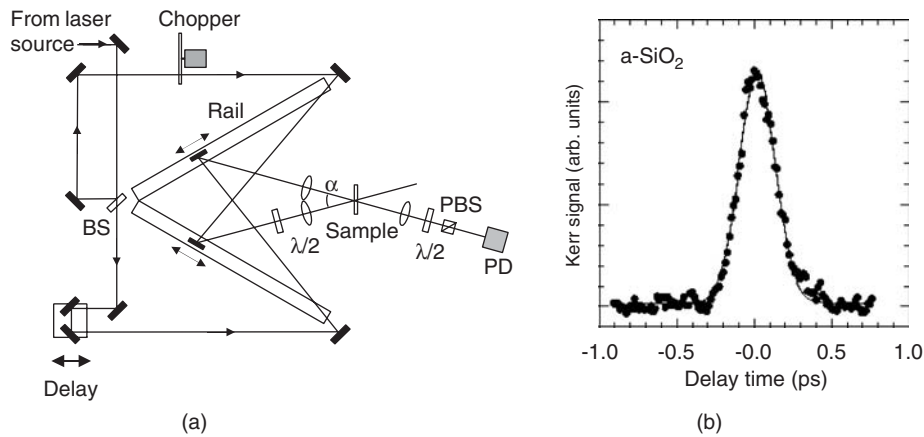 From laser
source
Chopper
Rail
BS
α
λ/2
Sample
PBS
λ/2
PD
Delay
(a)
a-SiO₂
Kerr signal (arb. units)
-1.0 -0.5 -0.0 0.5 1.0
Delay time (ps)
(b)